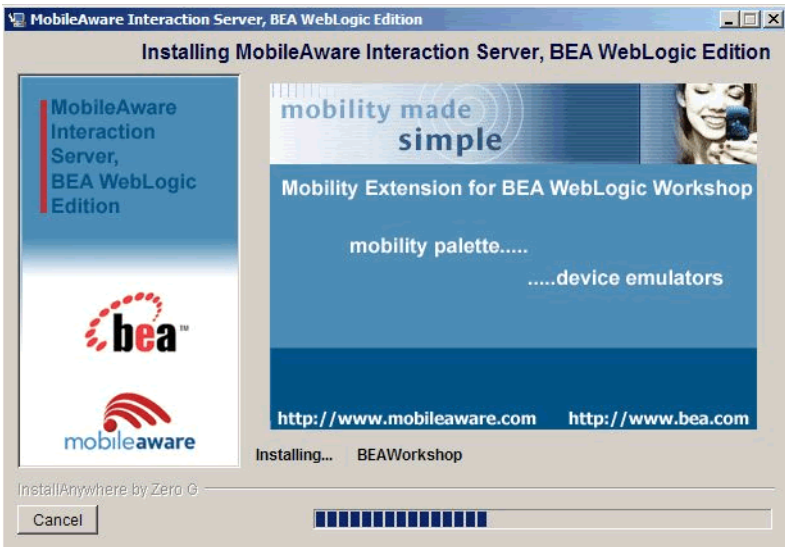 MobileAware Interaction Server, BEA WebLogic Edition
Installing MobileAware Interaction Server, BEA WebLogic Edition
MobileAware
Interaction
Server,
BEA WebLogic
Edition
bea™
mobileaware
mobility made
simple
Mobility Extension for BEA WebLogic Workshop
mobility palette.....
.....device emulators
http://www.mobileaware.com http://www.bea.com
Installing... BEAWorkshop
InstallAnywhere by Zero G
Cancel